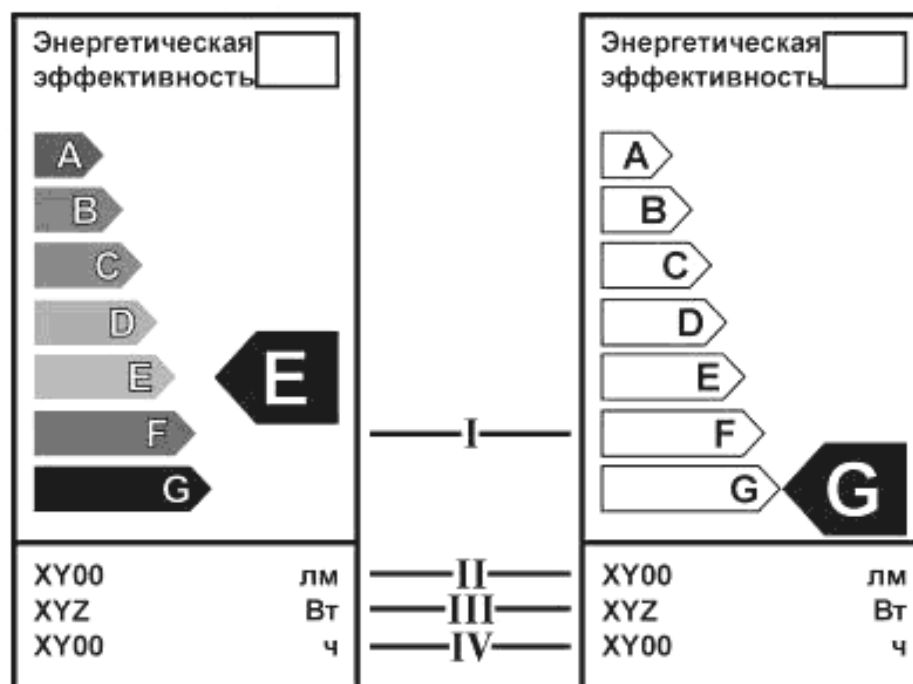 Энергетическая
эффективность
A
B
C
D
E
F
G
E
XY00 лм
XYZ Вт
XY00 ч
I
II
III
IV
Энергетическая
эффективность
A
B
C
D
E
F
G
G
XY00 лм
XYZ Вт
XY00 ч